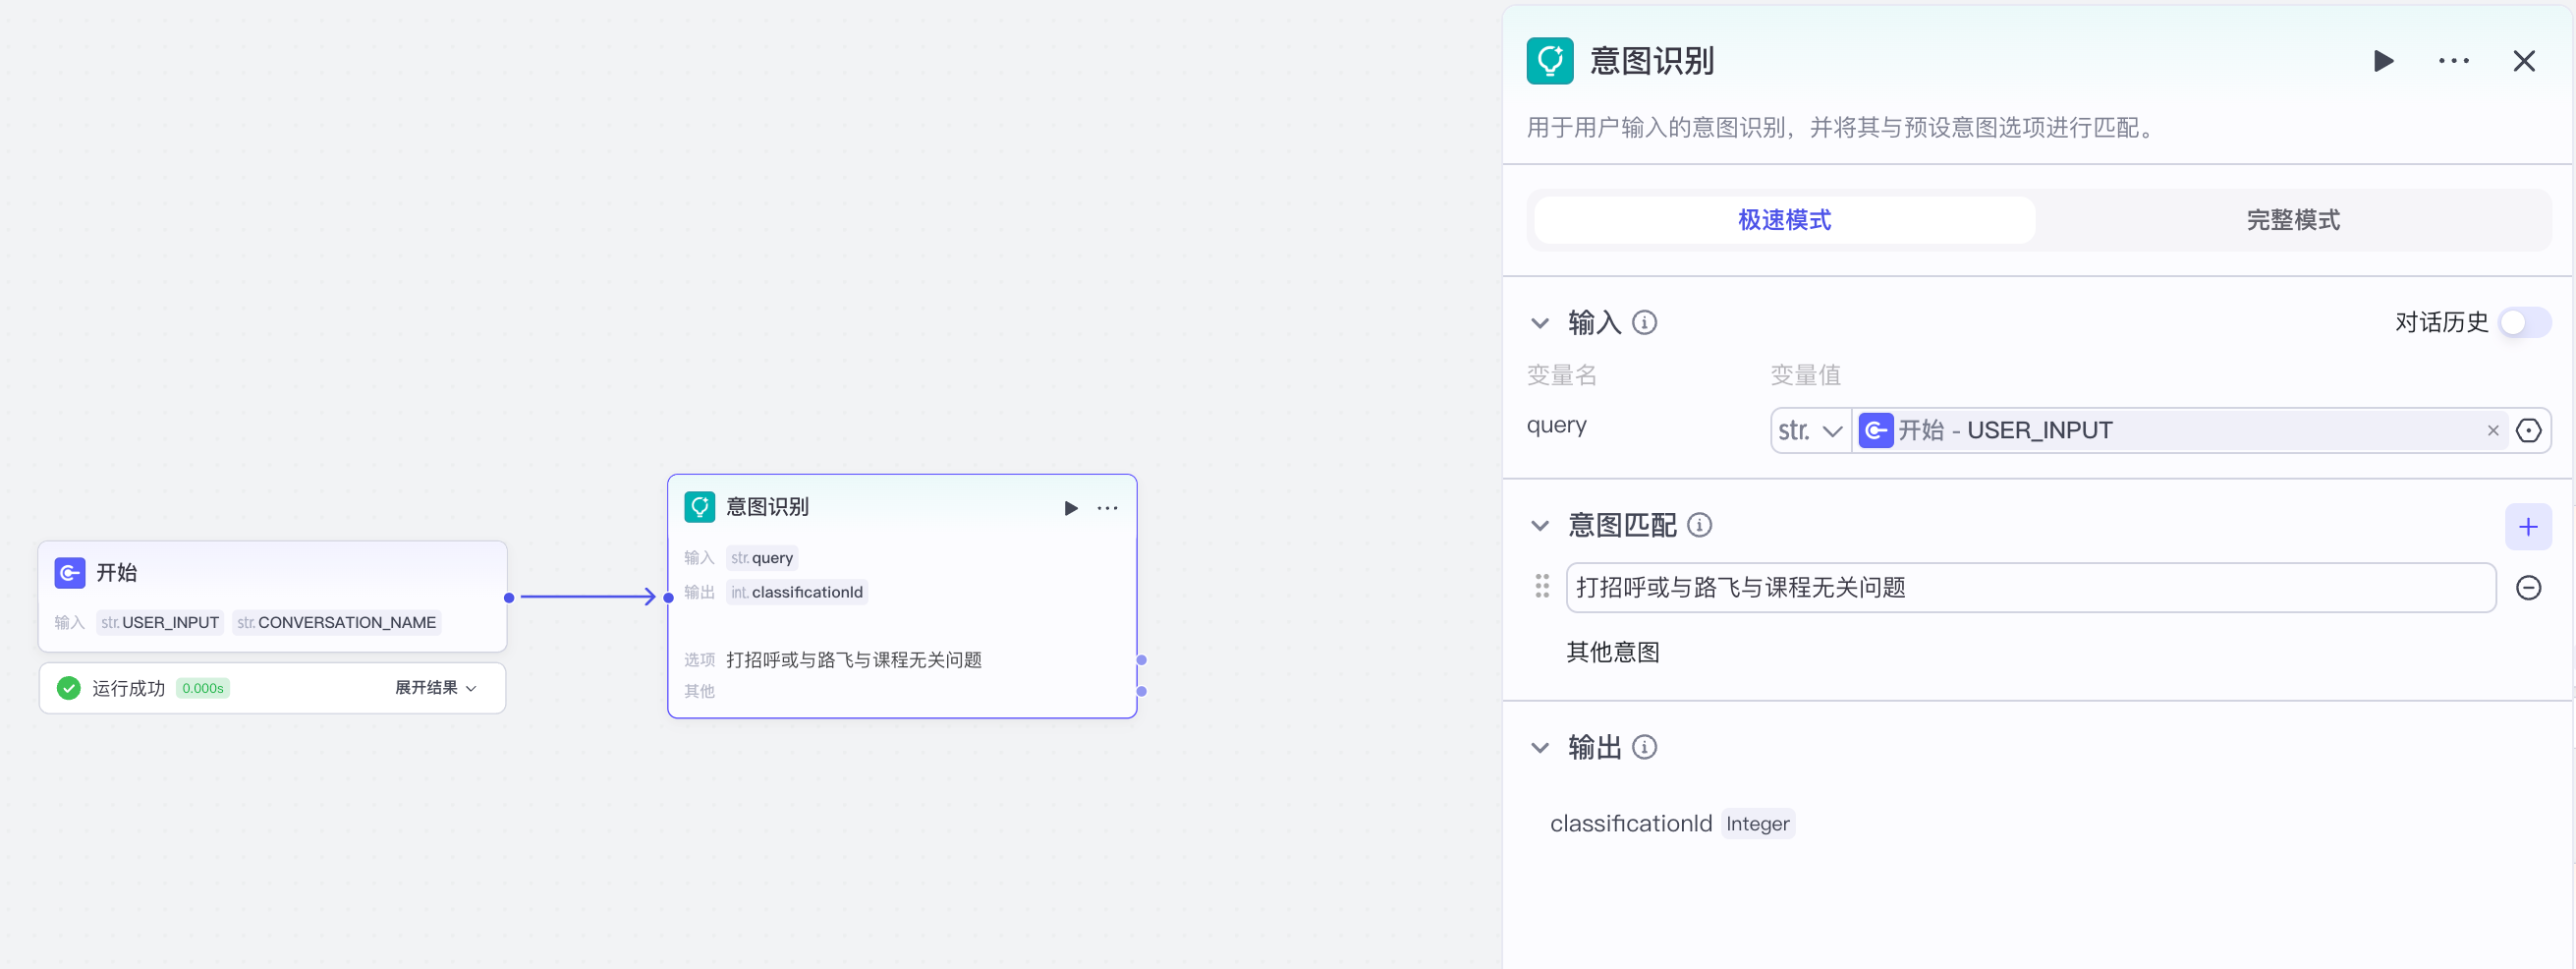 开始
输入 str. USER_INPUT str. CONVERSATION_NAME
运行成功 0.000s 展开结果
意图识别
输入 str. query
输出 int. classificationId
选项 打招呼或与路飞与课程无关问题
其他
意图识别
用于用户输入的意图识别，并将其与预设意图选项进行匹配。
极速模式 完整模式
输入 对话历史
变量名 变量值
query str. 开始 - USER_INPUT
意图匹配
打招呼或与路飞与课程无关问题
其他意图
输出
classificationId Integer